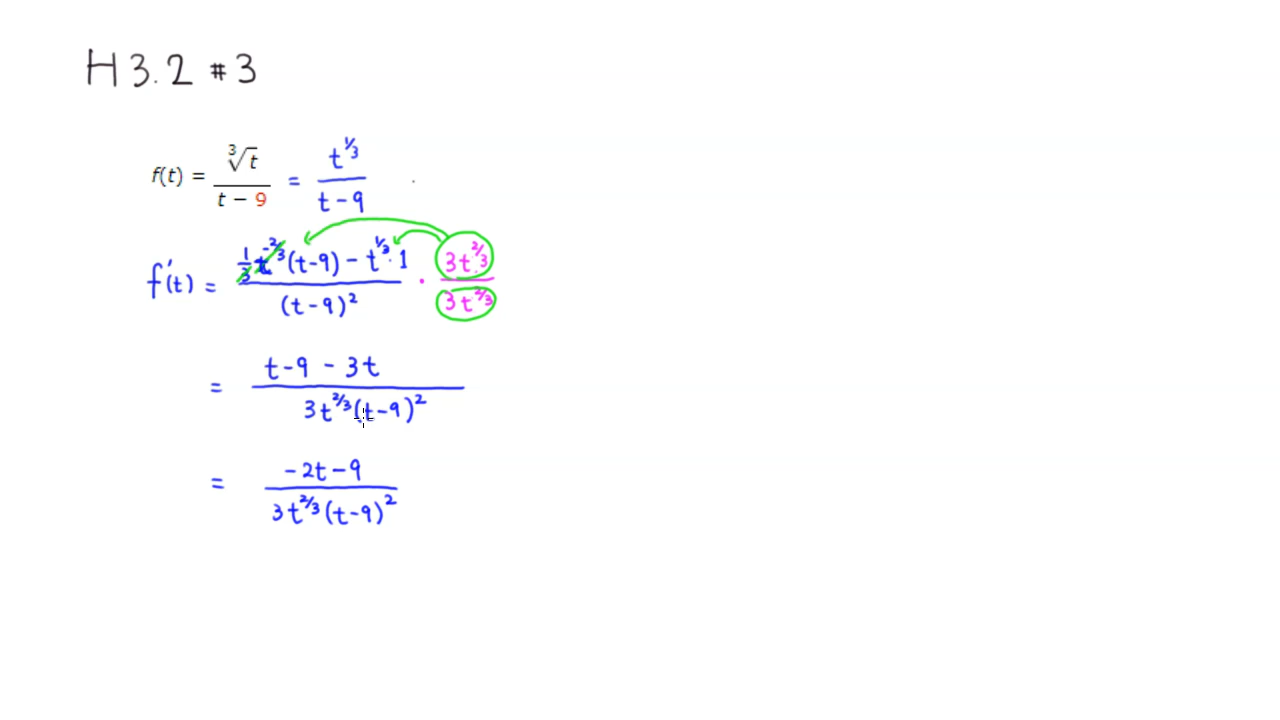 H 3.2 # 3
f(t) = ∛t / (t − 9) = t^(1/3) / (t − 9)
f'(t) = (1/3 t^(-2/3) (t−9) − t^(1/3) · 1) / (t−9)² · 3t^(2/3) / 3t^(2/3)
= (t−9 − 3t) / (3t^(2/3) (t−9)²)
= (−2t − 9) / (3t^(2/3) (t−9)²)